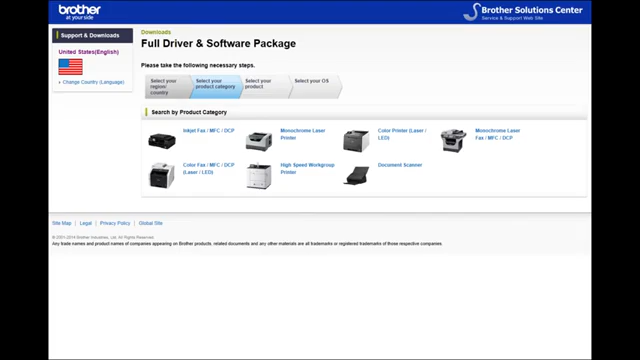 brother
at your side
Brother Solutions Center
Service & Support Web Site
Support & Downloads
United States(English)
Change Country (Language)
Downloads
Full Driver & Software Package
Please take the following necessary steps.
Select your
region/
country
Select your
product category
Select your
product
Select your OS
Search by Product Category
Inkjet Fax / MFC / DCP
Monochrome Laser
Printer
Color Printer (Laser /
LED)
Monochrome Laser
Fax / MFC / DCP
Color Fax / MFC / DCP
(Laser / LED)
High Speed Workgroup
Printer
Document Scanner
Site Map | Legal | Privacy Policy | Global Site
© 2001-2014 Brother Industries, Ltd. All Rights Reserved.
Any trade names and product names of companies appearing on Brother products, related documents and any other materials are all trademarks or registered trademarks of those respective companies.